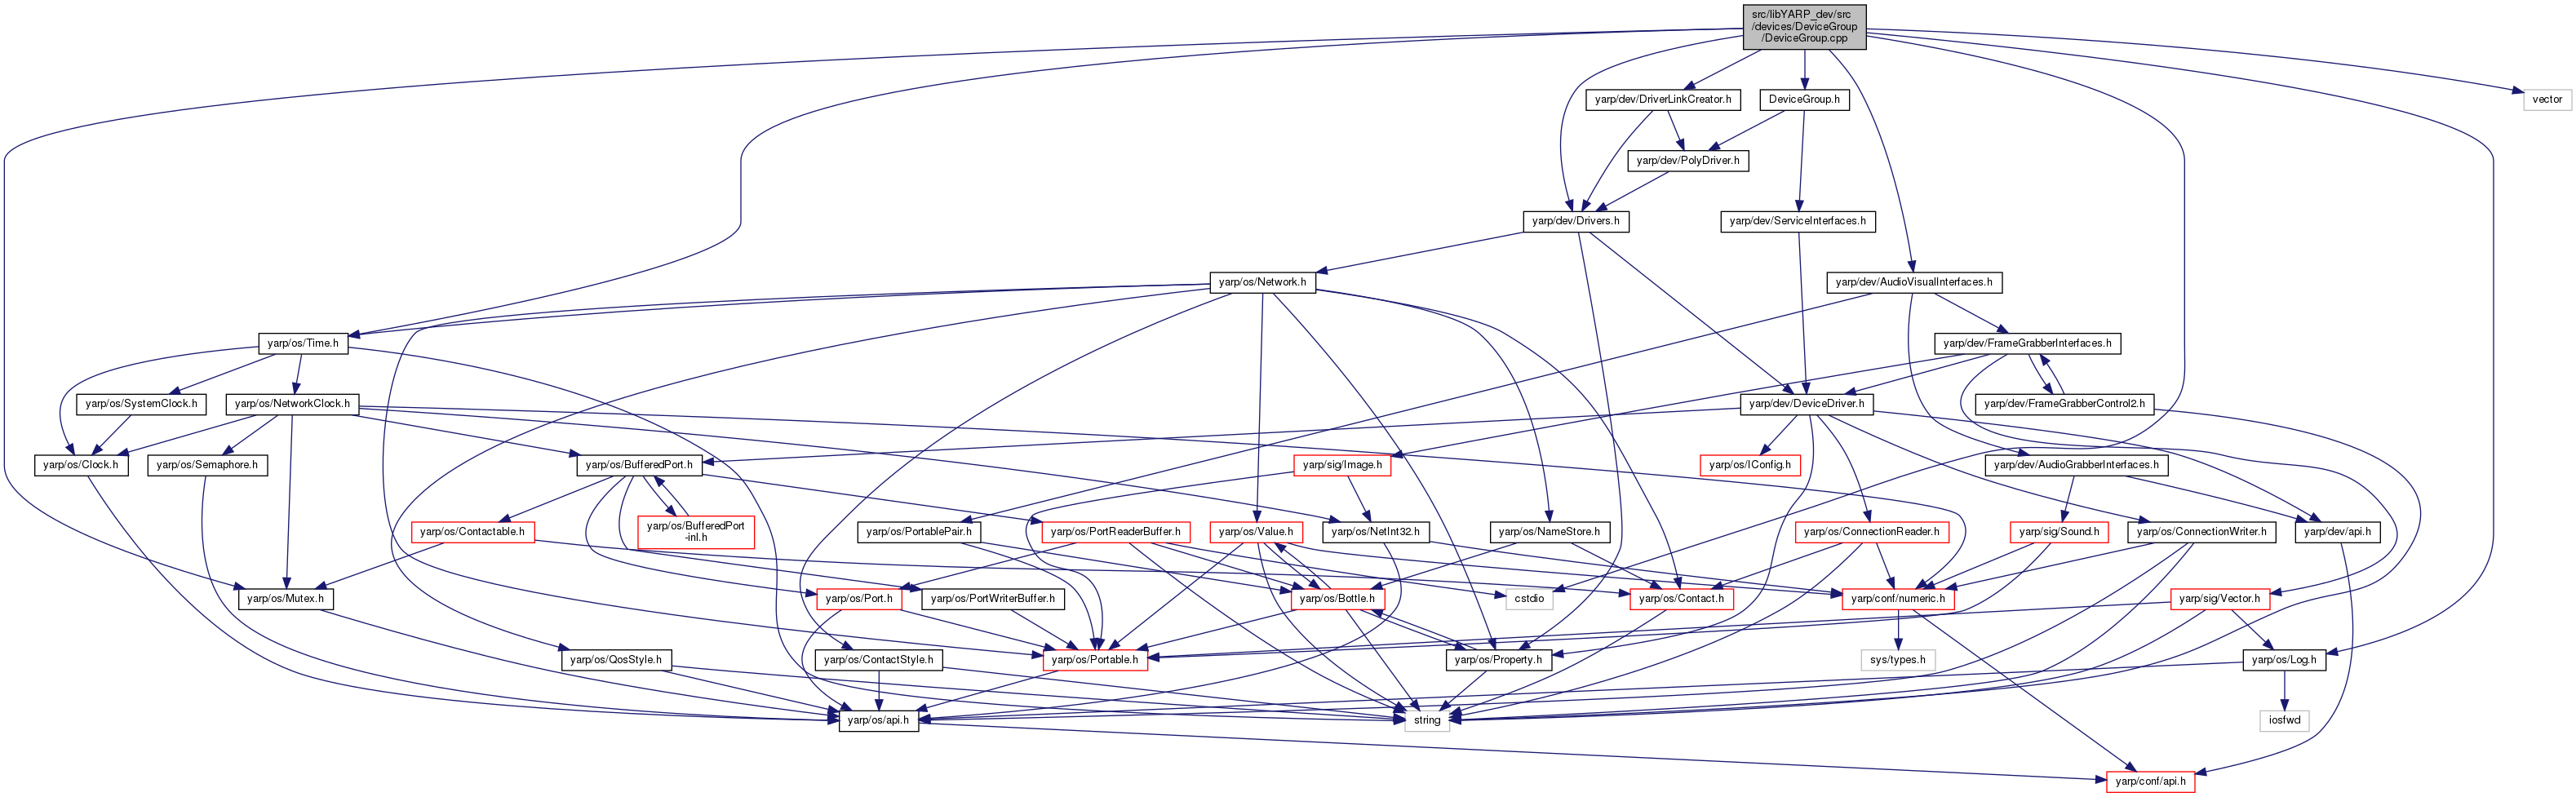 src/libYARP_dev/src
/devices/DeviceGroup
/DeviceGroup.cpp
yarp/dev/DriverLinkCreator.h
DeviceGroup.h
vector
yarp/dev/PolyDriver.h
yarp/dev/Drivers.h
yarp/dev/ServiceInterfaces.h
yarp/os/Network.h
yarp/dev/AudioVisualInterfaces.h
yarp/os/Time.h
yarp/dev/FrameGrabberInterfaces.h
yarp/os/SystemClock.h
yarp/os/NetworkClock.h
yarp/dev/DeviceDriver.h
yarp/dev/FrameGrabberControl2.h
yarp/os/Clock.h
yarp/os/Semaphore.h
yarp/os/BufferedPort.h
yarp/sig/Image.h
yarp/os/IConfig.h
yarp/dev/AudioGrabberInterfaces.h
yarp/os/Contactable.h
yarp/os/BufferedPort
-inl.h
yarp/os/PortablePair.h
yarp/os/PortReaderBuffer.h
yarp/os/Value.h
yarp/os/NetInt32.h
yarp/os/NameStore.h
yarp/os/ConnectionReader.h
yarp/sig/Sound.h
yarp/os/ConnectionWriter.h
yarp/dev/api.h
yarp/os/Mutex.h
yarp/os/Port.h
yarp/os/PortWriterBuffer.h
cstdio
yarp/os/Bottle.h
yarp/os/Contact.h
yarp/conf/numeric.h
yarp/sig/Vector.h
yarp/os/QosStyle.h
yarp/os/ContactStyle.h
yarp/os/Portable.h
yarp/os/Property.h
sys/types.h
yarp/os/Log.h
yarp/os/api.h
string
iosfwd
yarp/conf/api.h